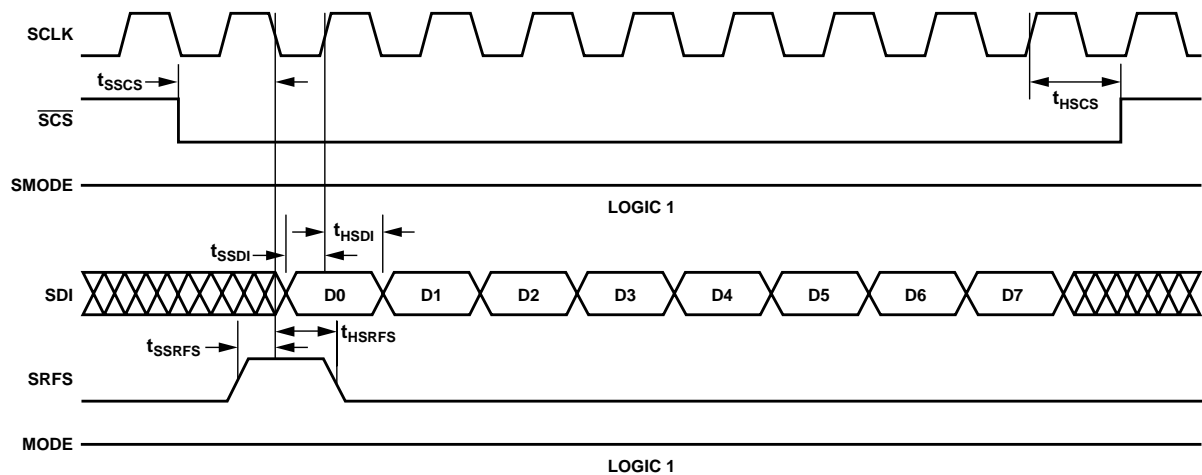 SCLK
tSSCS
tHSCS
SCS
SMODE
LOGIC 1
tHSDI
tSSDI
SDI
D0 D1 D2 D3 D4 D5 D6 D7
tHSRFS
tSSRFS
SRFS
MODE
LOGIC 1